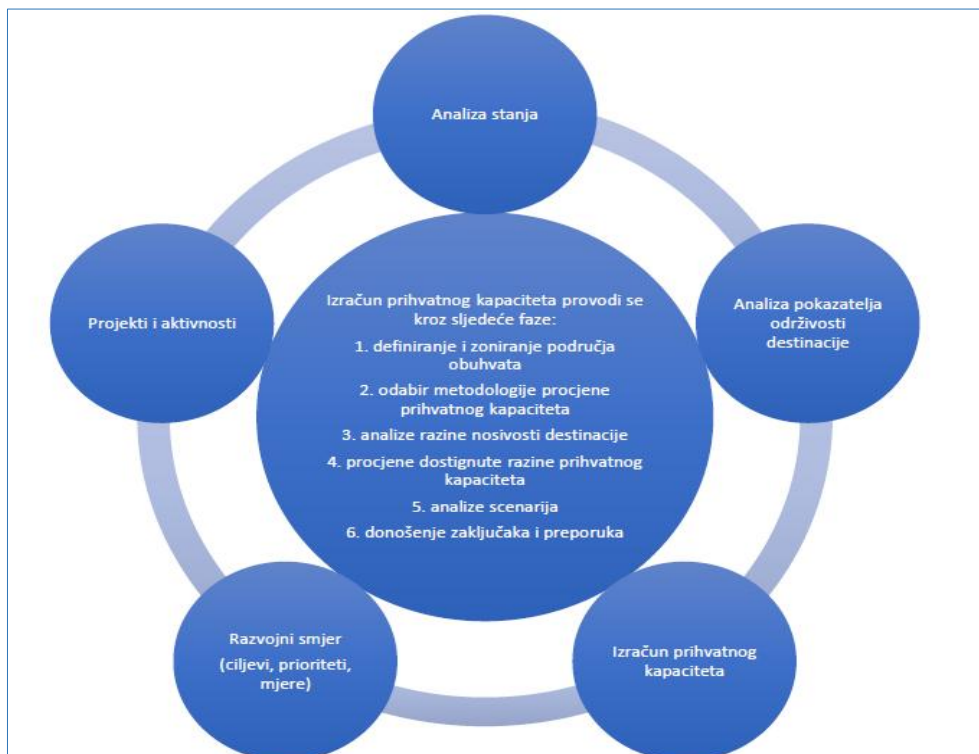 Analiza stanja
Projekti i aktivnosti
Izračun prihvatnog kapaciteta provodi se
kroz sljedeće faze:
1. definiranje i zoniranje područja
obuhvata
2. odabir metodologije procjene
prihvatnog kapaciteta
3. analize razine nosivosti destinacije
4. procjene dostignute razine prihvatnog
kapaciteta
5. analize scenarija
6. donošenje zaključaka i preporuka
Analiza pokazatelja
održivosti
destinacije
Razvojni smjer
(ciljevi, prioriteti,
mjere)
Izračun prihvatnog
kapaciteta